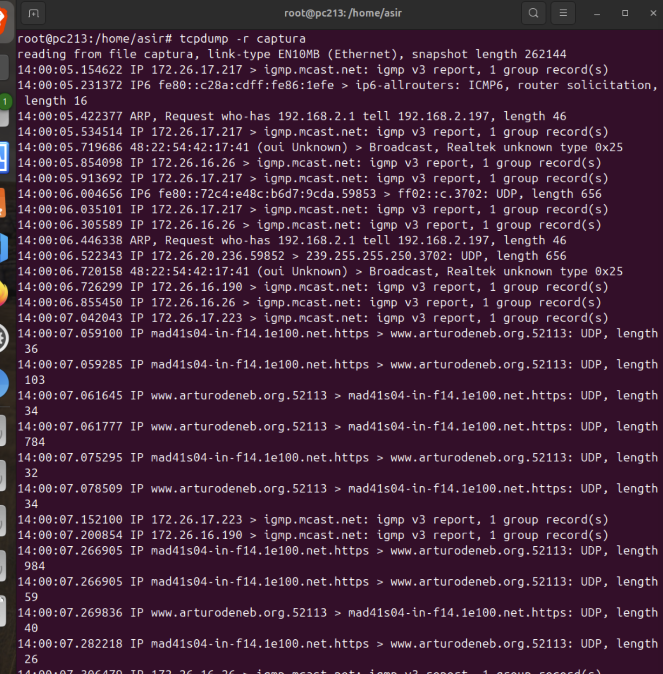 root@pc213: /home/asir
root@pc213:/home/asir# tcpdump -r captura
reading from file captura, link-type EN10MB (Ethernet), snapshot length 262144
14:00:05.154622 IP 172.26.17.217 > igmp.mcast.net: igmp v3 report, 1 group record(s)
14:00:05.231372 IP6 fe80::c28a:cdff:fe86:1efe > ip6-allrouters: ICMP6, router solicitation,
length 16
14:00:05.422377 ARP, Request who-has 192.168.2.1 tell 192.168.2.197, length 46
14:00:05.534514 IP 172.26.17.217 > igmp.mcast.net: igmp v3 report, 1 group record(s)
14:00:05.719686 48:22:54:42:17:41 (oui Unknown) > Broadcast, Realtek unknown type 0x25
14:00:05.854098 IP 172.26.16.26 > igmp.mcast.net: igmp v3 report, 1 group record(s)
14:00:05.913692 IP 172.26.17.217 > igmp.mcast.net: igmp v3 report, 1 group record(s)
14:00:06.004656 IP6 fe80::72c4:e48c:b6d7:9cda.59853 > ff02::c.3702: UDP, length 656
14:00:06.035101 IP 172.26.17.217 > igmp.mcast.net: igmp v3 report, 1 group record(s)
14:00:06.305589 IP 172.26.16.26 > igmp.mcast.net: igmp v3 report, 1 group record(s)
14:00:06.446338 ARP, Request who-has 192.168.2.1 tell 192.168.2.197, length 46
14:00:06.522343 IP 172.26.20.236.59852 > 239.255.255.250.3702: UDP, length 656
14:00:06.720158 48:22:54:42:17:41 (oui Unknown) > Broadcast, Realtek unknown type 0x25
14:00:06.726299 IP 172.26.16.190 > igmp.mcast.net: igmp v3 report, 1 group record(s)
14:00:06.855450 IP 172.26.16.26 > igmp.mcast.net: igmp v3 report, 1 group record(s)
14:00:07.042043 IP 172.26.17.223 > igmp.mcast.net: igmp v3 report, 1 group record(s)
14:00:07.059100 IP mad41s04-in-f14.1e100.net.https > www.arturodeneb.org.52113: UDP, length
36
14:00:07.059285 IP mad41s04-in-f14.1e100.net.https > www.arturodeneb.org.52113: UDP, length
103
14:00:07.061645 IP www.arturodeneb.org.52113 > mad41s04-in-f14.1e100.net.https: UDP, length
34
14:00:07.061777 IP www.arturodeneb.org.52113 > mad41s04-in-f14.1e100.net.https: UDP, length
784
14:00:07.075295 IP mad41s04-in-f14.1e100.net.https > www.arturodeneb.org.52113: UDP, length
32
14:00:07.078509 IP www.arturodeneb.org.52113 > mad41s04-in-f14.1e100.net.https: UDP, length
34
14:00:07.152100 IP 172.26.17.223 > igmp.mcast.net: igmp v3 report, 1 group record(s)
14:00:07.200854 IP 172.26.16.190 > igmp.mcast.net: igmp v3 report, 1 group record(s)
14:00:07.266905 IP mad41s04-in-f14.1e100.net.https > www.arturodeneb.org.52113: UDP, length
984
14:00:07.266905 IP mad41s04-in-f14.1e100.net.https > www.arturodeneb.org.52113: UDP, length
59
14:00:07.269836 IP www.arturodeneb.org.52113 > mad41s04-in-f14.1e100.net.https: UDP, length
40
14:00:07.282218 IP mad41s04-in-f14.1e100.net.https > www.arturodeneb.org.52113: UDP, length
26
14:00:07.306479 IP 172.26.16.26 > igmp.mcast.net: igmp v3 report, 1 group record(s)
1